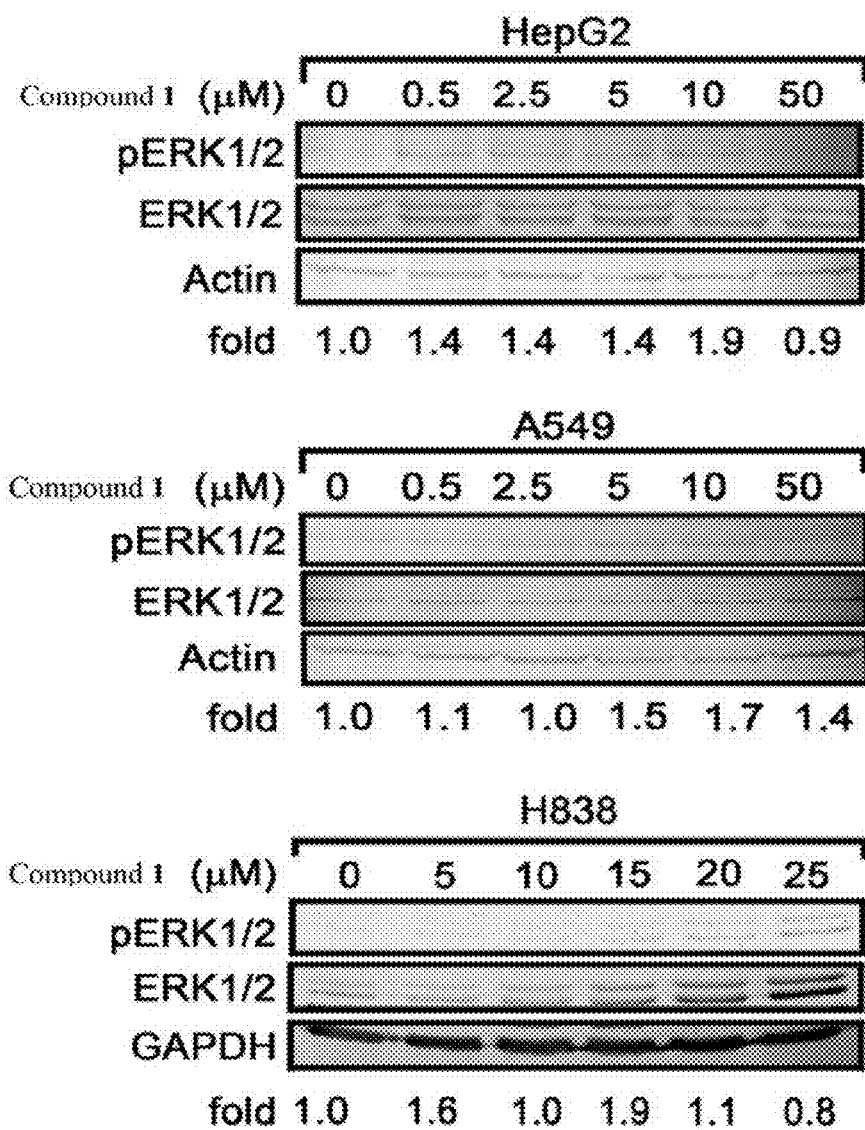 HepG2
Compound 1 (μM) 0 0.5 2.5 5 10 50
pERK1/2
ERK1/2
Actin
fold 1.0 1.4 1.4 1.4 1.9 0.9
A549
Compound 1 (μM) 0 0.5 2.5 5 10 50
pERK1/2
ERK1/2
Actin
fold 1.0 1.1 1.0 1.5 1.7 1.4
H838
Compound 1 (μM) 0 5 10 15 20 25
pERK1/2
ERK1/2
GAPDH
fold 1.0 1.6 1.0 1.9 1.1 0.8